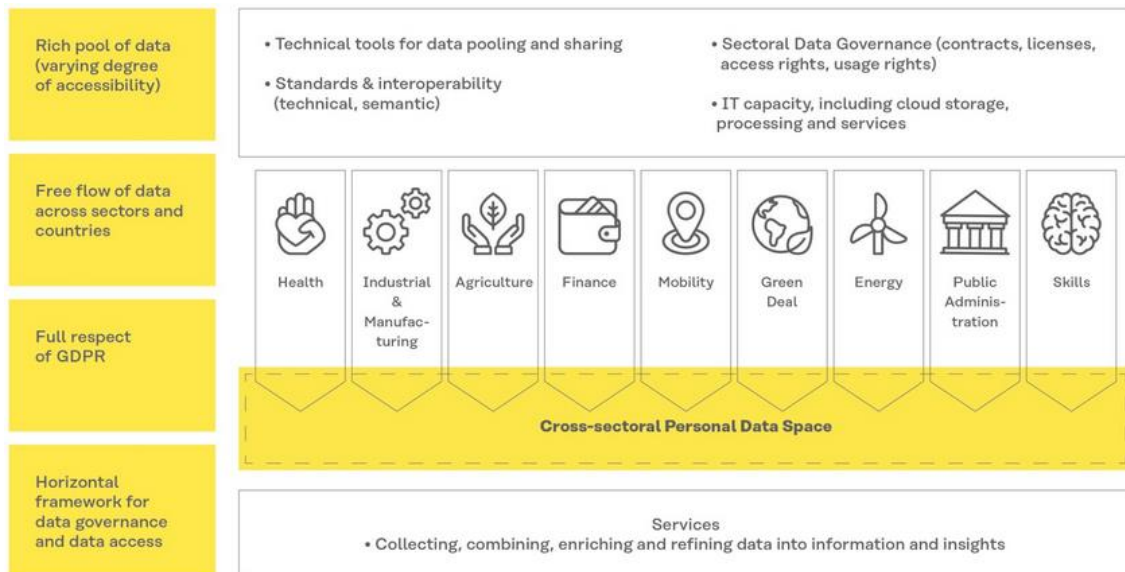 Rich pool of data
(varying degree
of accessibility)
• Technical tools for data pooling and sharing
• Standards & interoperability
(technical, semantic)
• Sectoral Data Governance (contracts, licenses,
access rights, usage rights)
• IT capacity, including cloud storage,
processing and services
Free flow of data
across sectors and
countries
Health
Industrial
&
Manufac-
turing
Agriculture
Finance
Mobility
Green
Deal
Energy
Public
Adminis-
tration
Skills
Full respect
of GDPR
Cross-sectoral Personal Data Space
Horizontal
framework for
data governance
and data access
Services
• Collecting, combining, enriching and refining data into information and insights